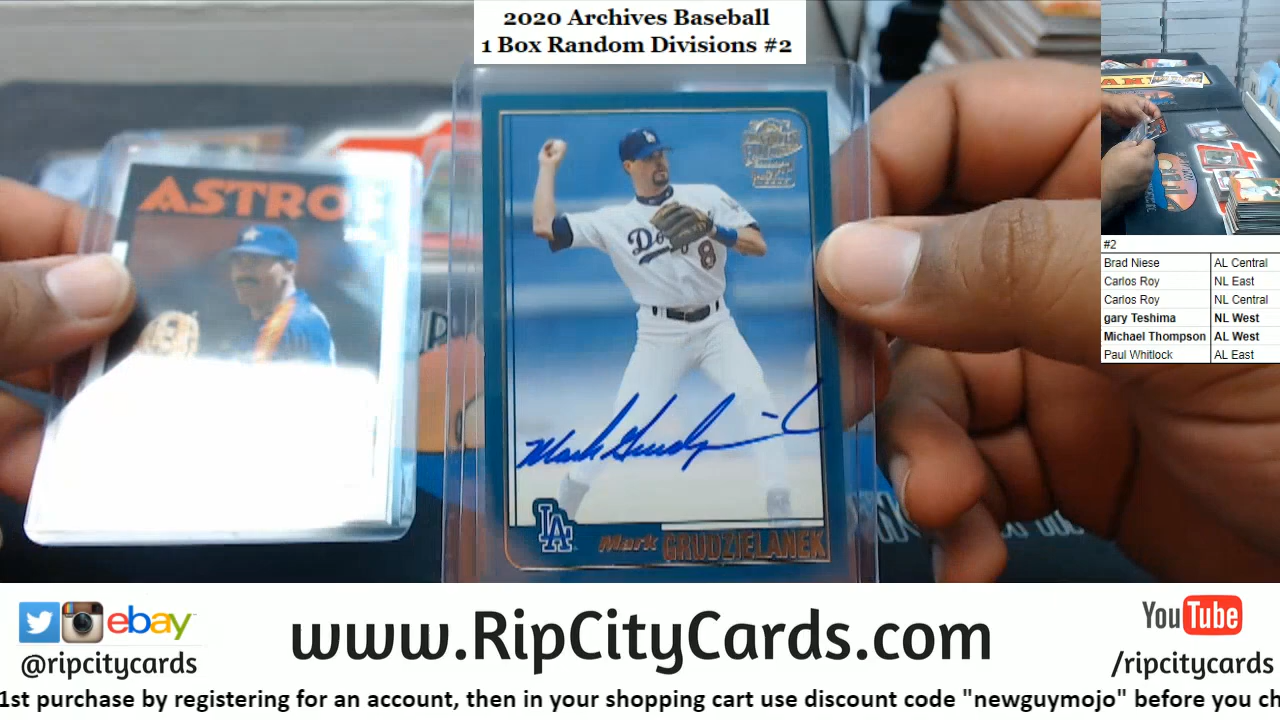 2020 Archives Baseball
1 Box Random Divisions #2
ASTROS
Dodgers
8
Mark Grudzielanek
LA
Mark GRUDZIELANEK
#2
Brad Niese AL Central
Carlos Roy NL East
Carlos Roy NL Central
gary Teshima NL West
Michael Thompson AL West
Paul Whitlock AL East
ebay
@ripcitycards
www.RipCityCards.com
YouTube
/ripcitycards
1st purchase by registering for an account, then in your shopping cart use discount code "newguymojo" before you ch